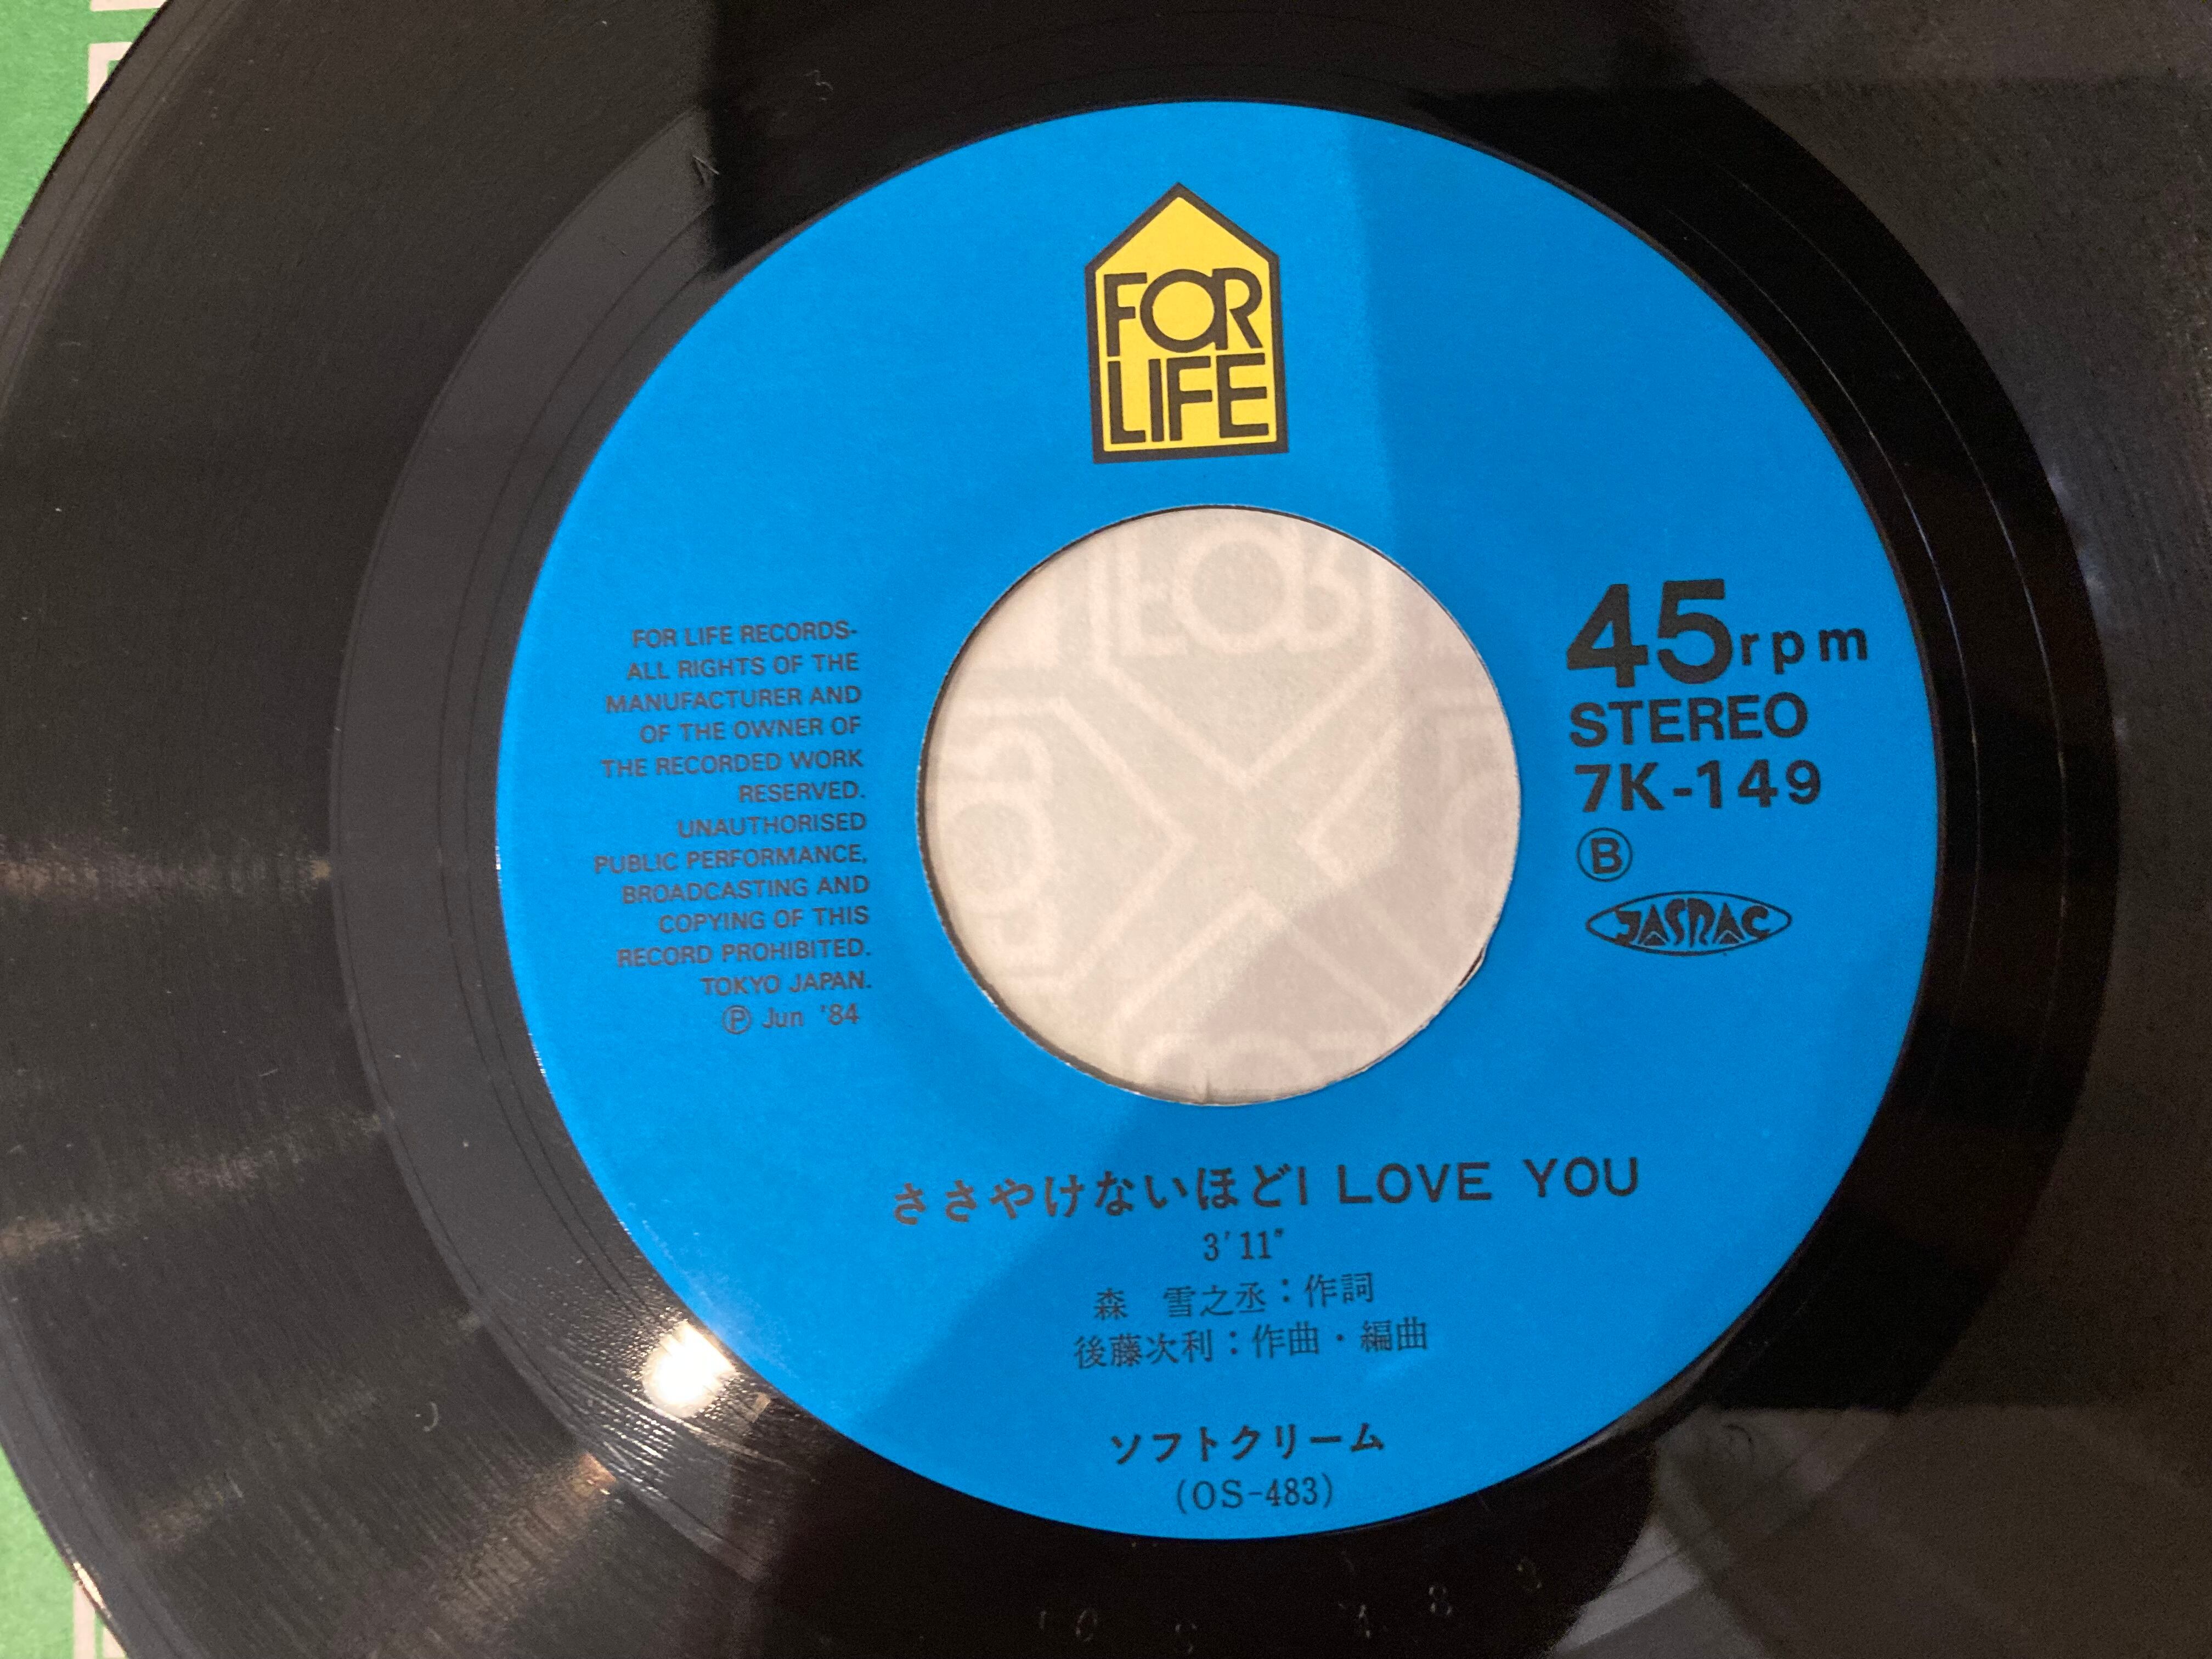 FOR
LIFE
FOR LIFE RECORDS-
ALL RIGHTS OF THE
MANUFACTURER AND
OF THE OWNER OF
THE RECORDED WORK
RESERVED.
UNAUTHORISED
PUBLIC PERFORMANCE,
BROADCASTING AND
COPYING OF THIS
RECORD PROHIBITED.
TOKYO JAPAN.
Ⓟ Jun '84
45rpm
STEREO
7K-149
Ⓑ
JASRAC
ささやけないほどI LOVE YOU
3'11"
森 雪之丞:作詞
後藤次利:作曲・編曲
ソフトクリーム
(OS-483)